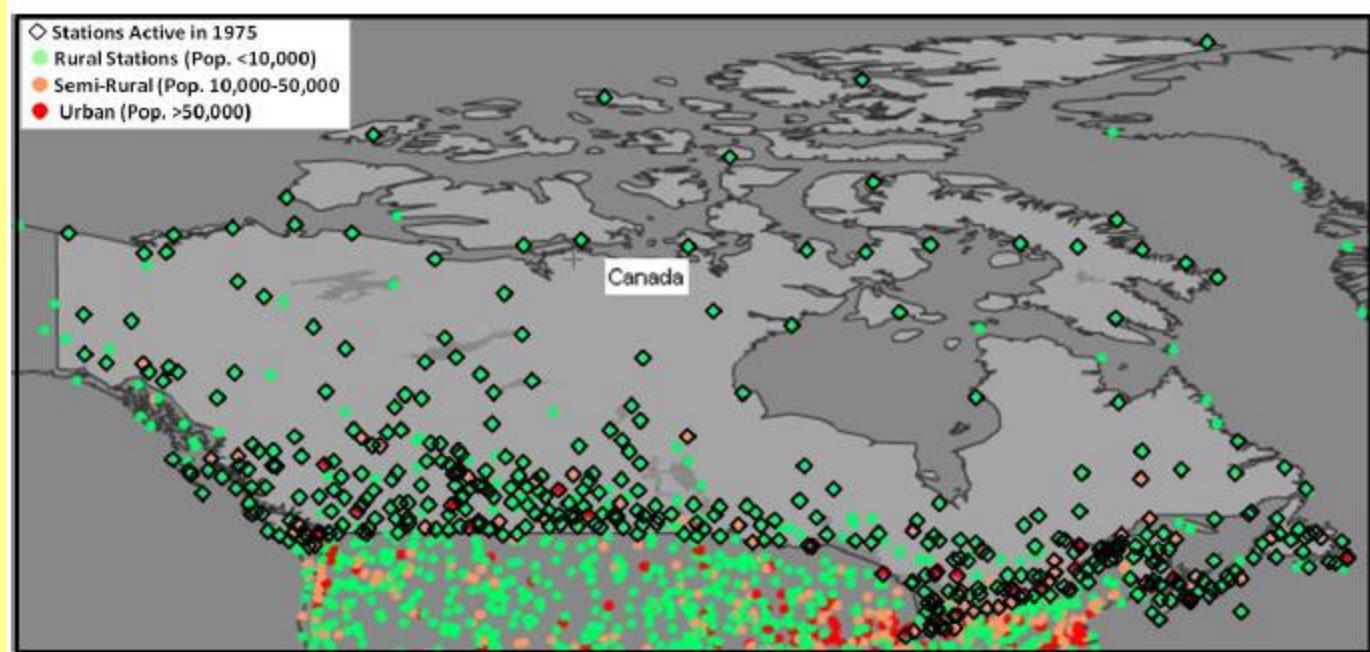 Stations Active in 1975
Rural Stations (Pop. <10,000)
Semi-Rural (Pop. 10,000-50,000
Urban (Pop. >50,000)
Canada